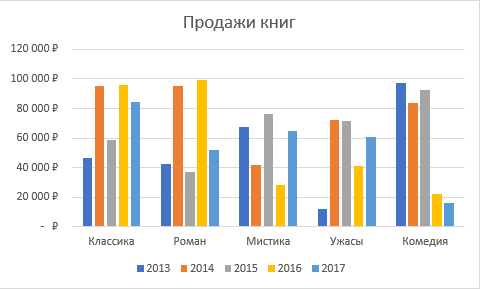 Продажи книг
120 000 ₽
100 000 ₽
80 000 ₽
60 000 ₽
40 000 ₽
20 000 ₽
- ₽
Классика Роман Мистика Ужасы Комедия
2013 2014 2015 2016 2017